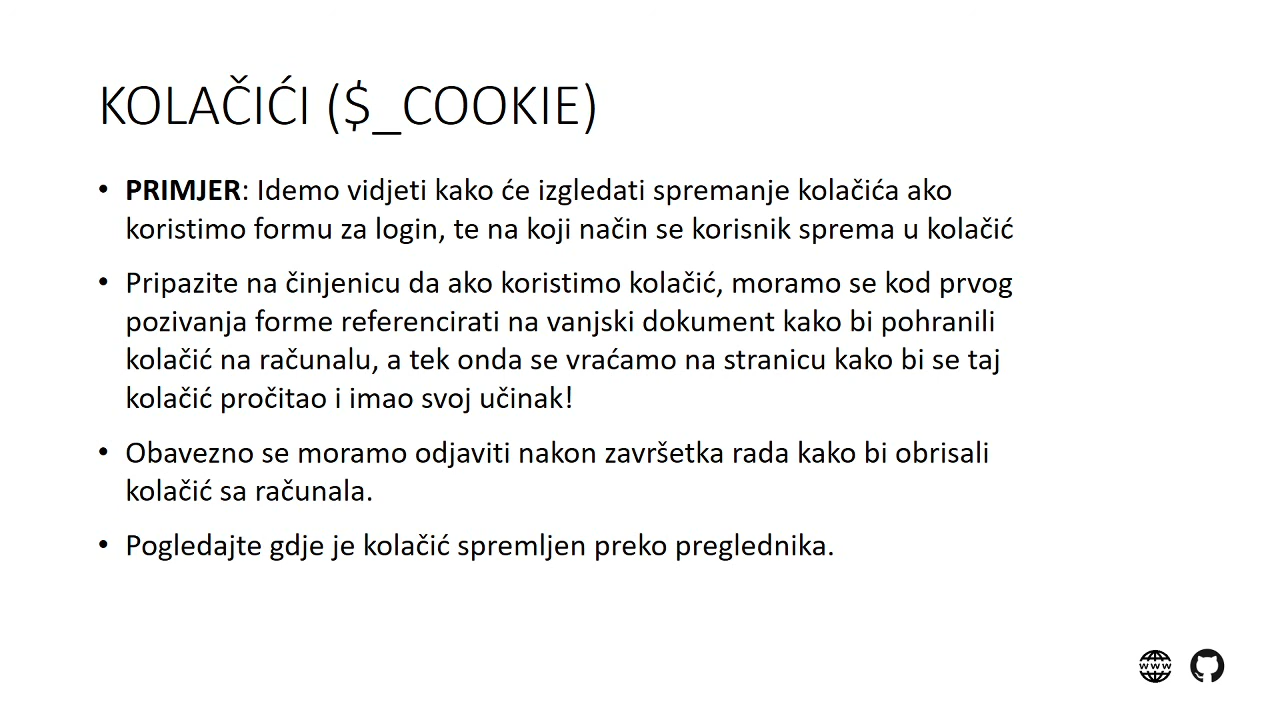 KOLAČIĆI ($_COOKIE)
• PRIMJER: Idemo vidjeti kako će izgledati spremanje kolačića ako
koristimo formu za login, te na koji način se korisnik sprema u kolačić
• Pripazite na činjenicu da ako koristimo kolačić, moramo se kod prvog
pozivanja forme referencirati na vanjski dokument kako bi pohranili
kolačić na računalu, a tek onda se vraćamo na stranicu kako bi se taj
kolačić pročitao i imao svoj učinak!
• Obavezno se moramo odjaviti nakon završetka rada kako bi obrisali
kolačić sa računala.
• Pogledajte gdje je kolačić spremljen preko preglednika.
www